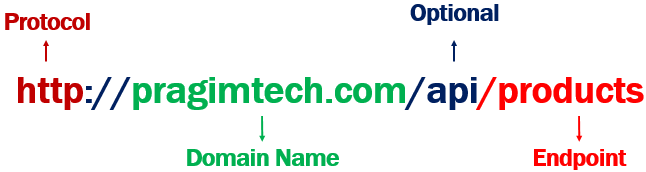 Protocol
Optional
http://pragimtech.com/api/products
Domain Name
Endpoint